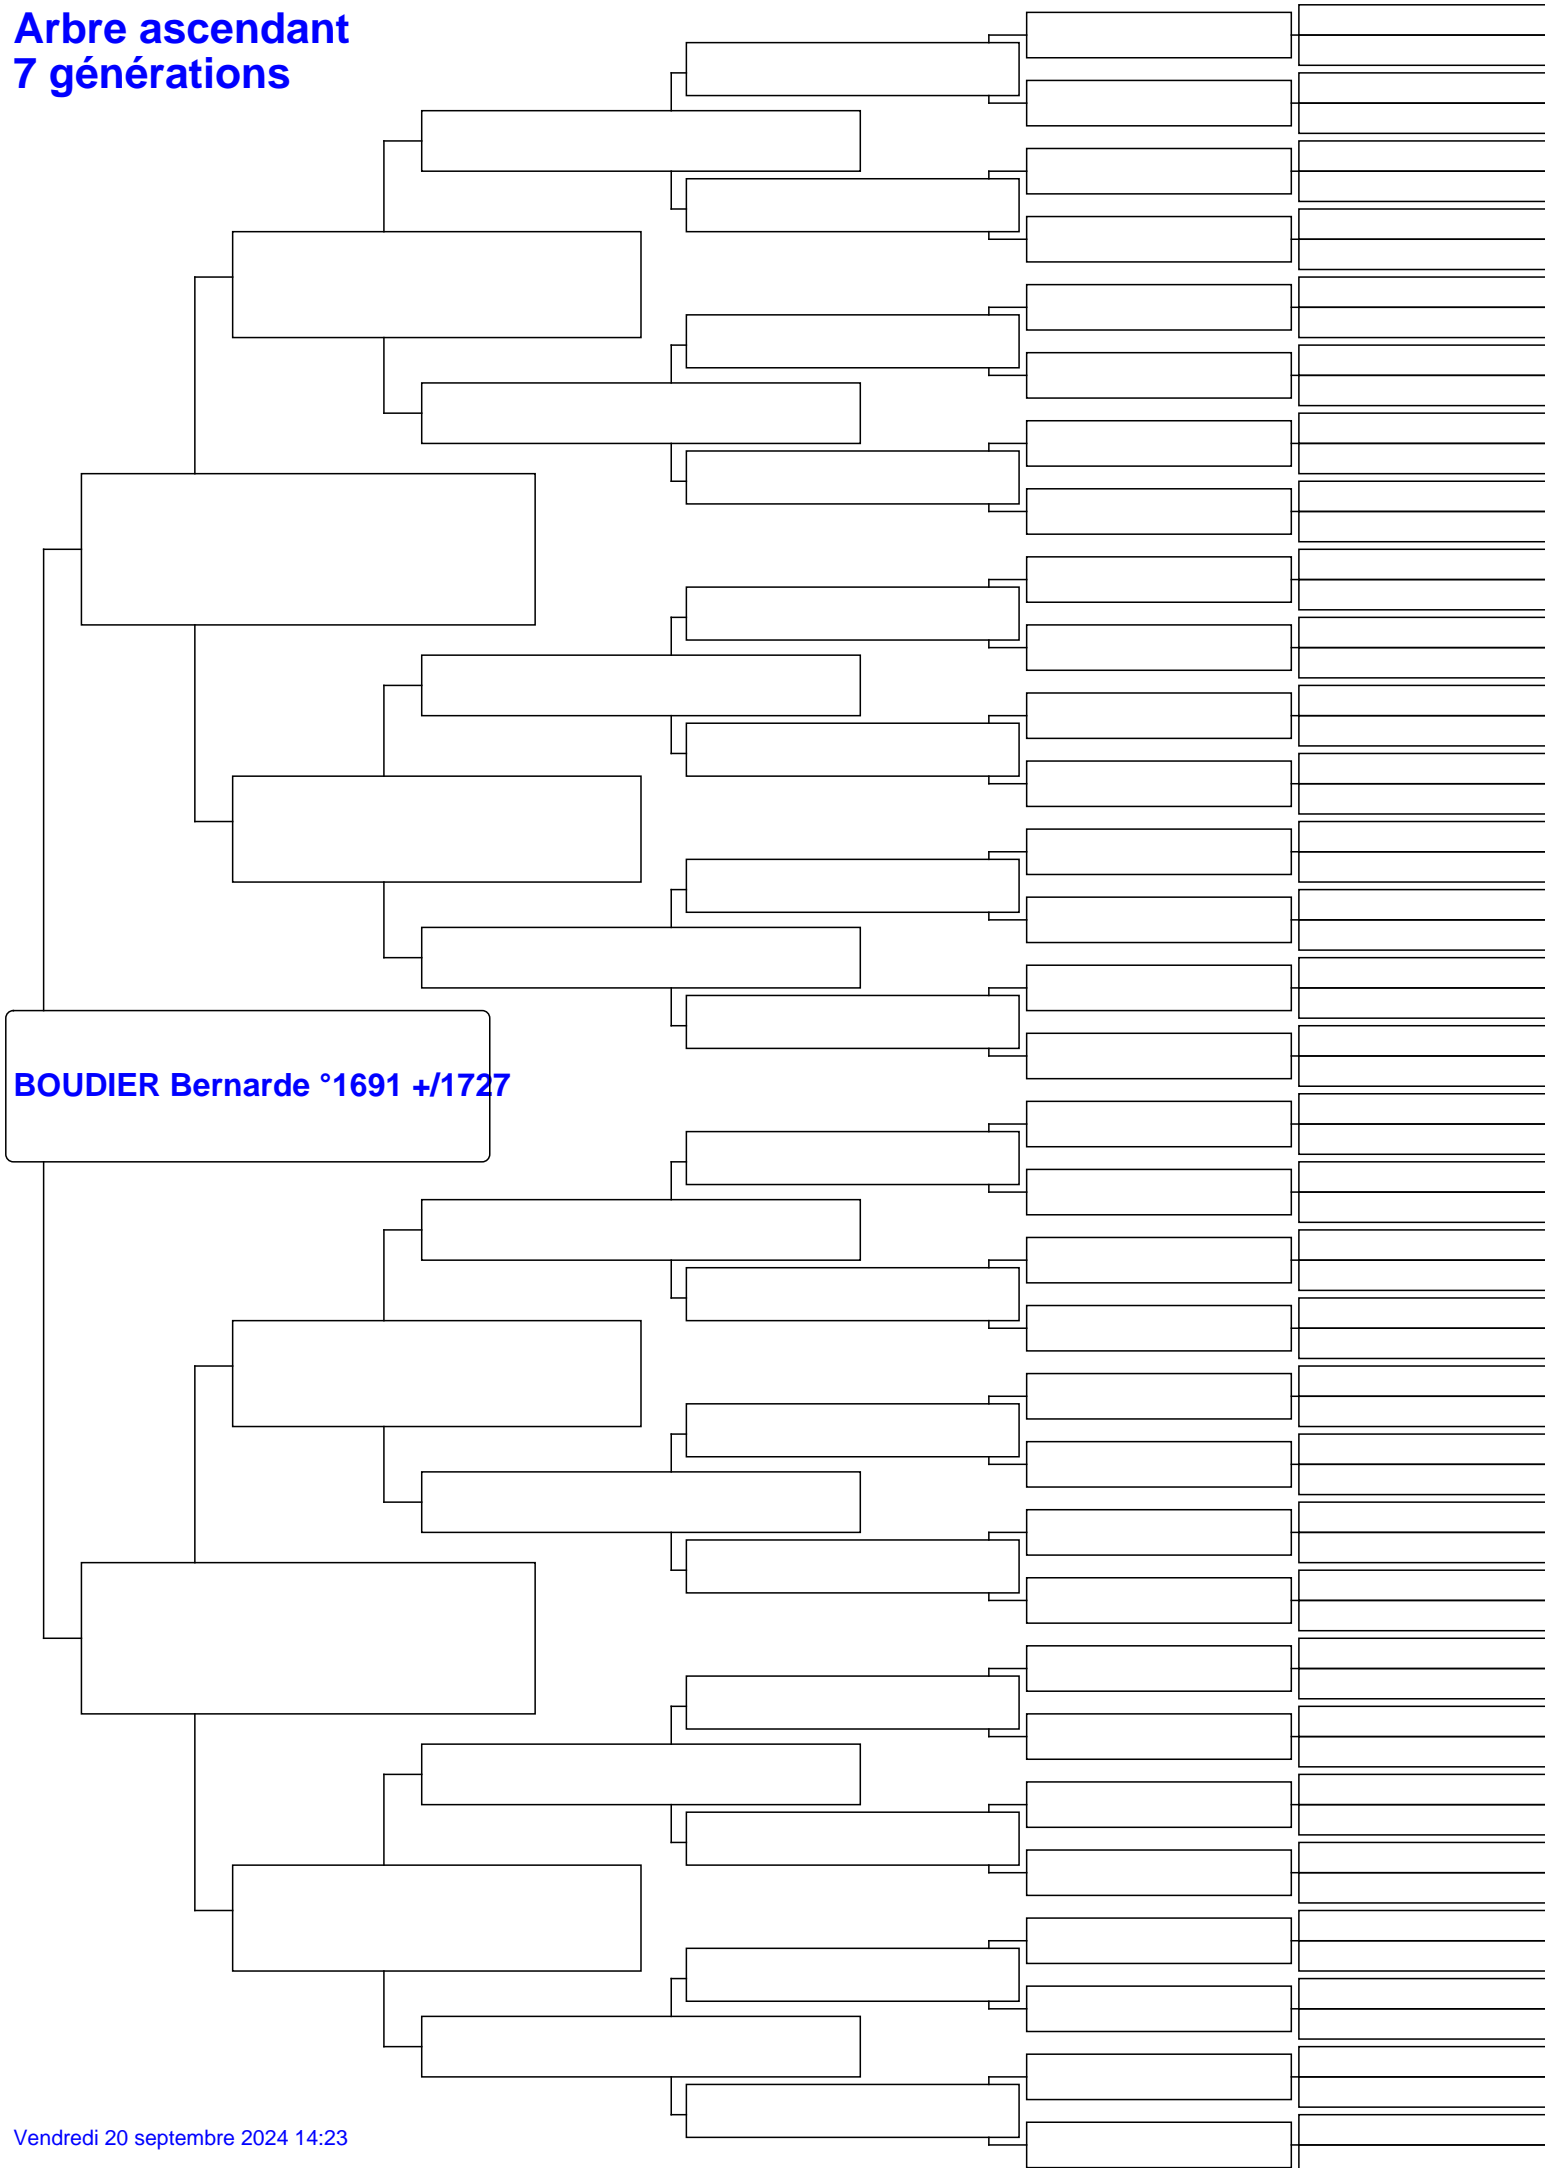 Arbre ascendant
7 générations
BOUDIER Bernarde °1691 +/1727
Vendredi 20 septembre 2024 14:23